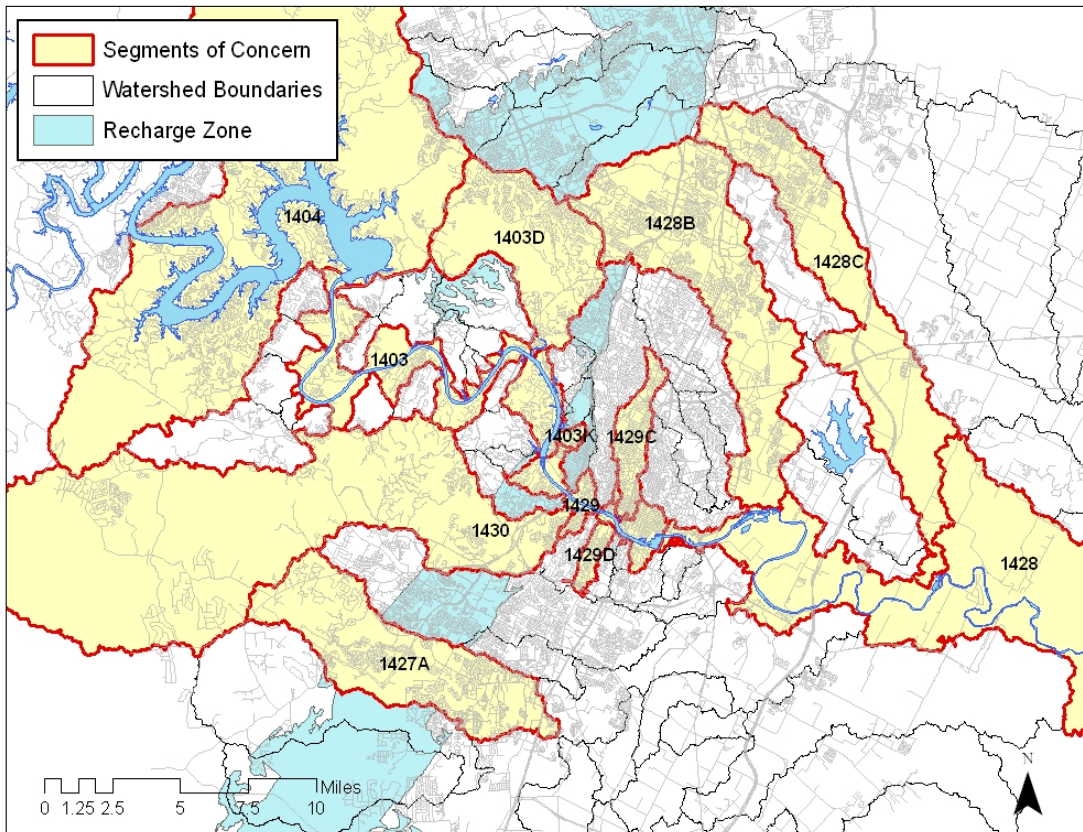 Segments of Concern
Watershed Boundaries
Recharge Zone
1404
1403D
1428B
1428C
1403
1403K
1429C
1429
1430
1429D
1428
1427A
N
Miles
0 1.25 2.5 5 7.5 10